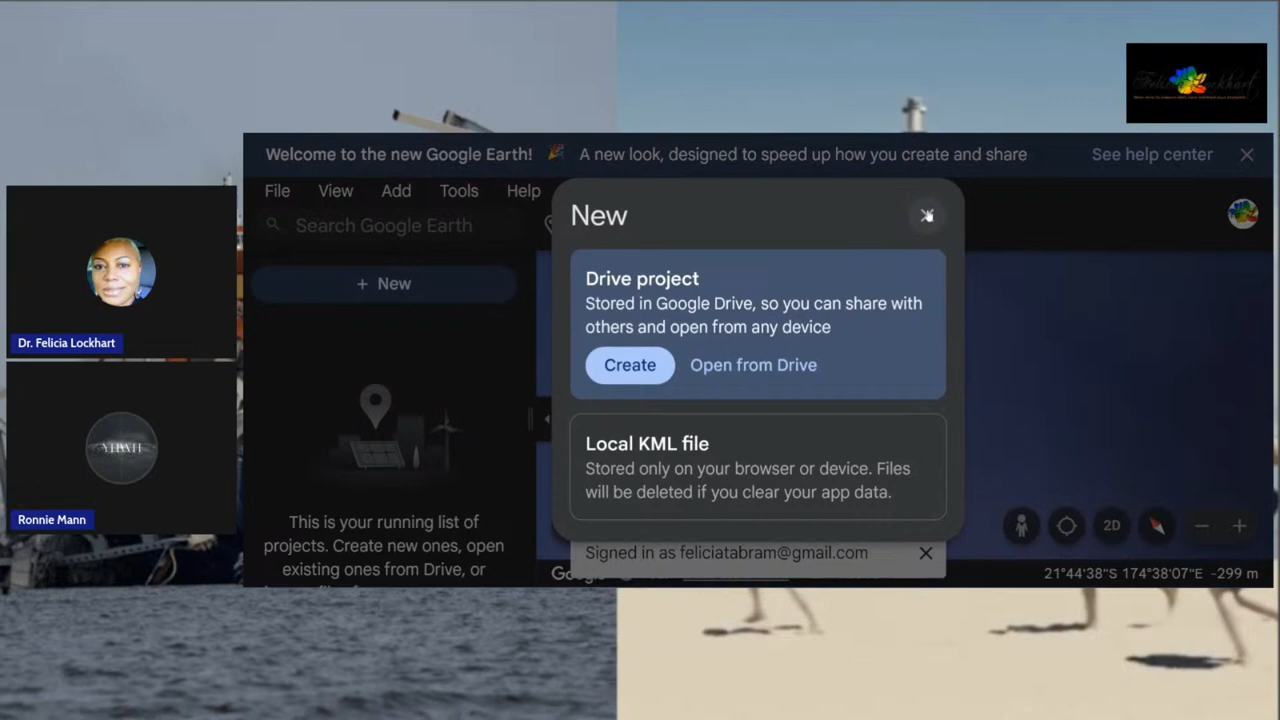 Welcome to the new Google Earth! 🎉 A new look, designed to speed up how you create and share
See help center
File View Add Tools Help
Search Google Earth
+ New
This is your running list of
projects. Create new ones, open
existing ones from Drive, or
New
Drive project
Stored in Google Drive, so you can share with
others and open from any device
Create Open from Drive
Local KML file
Stored only on your browser or device. Files
will be deleted if you clear your app data.
Signed in as feliciatabram@gmail.com
Google
2D
21°44'38"S 174°38'07"E -299 m
Dr. Felicia Lockhart
YHWH
Ronnie Mann